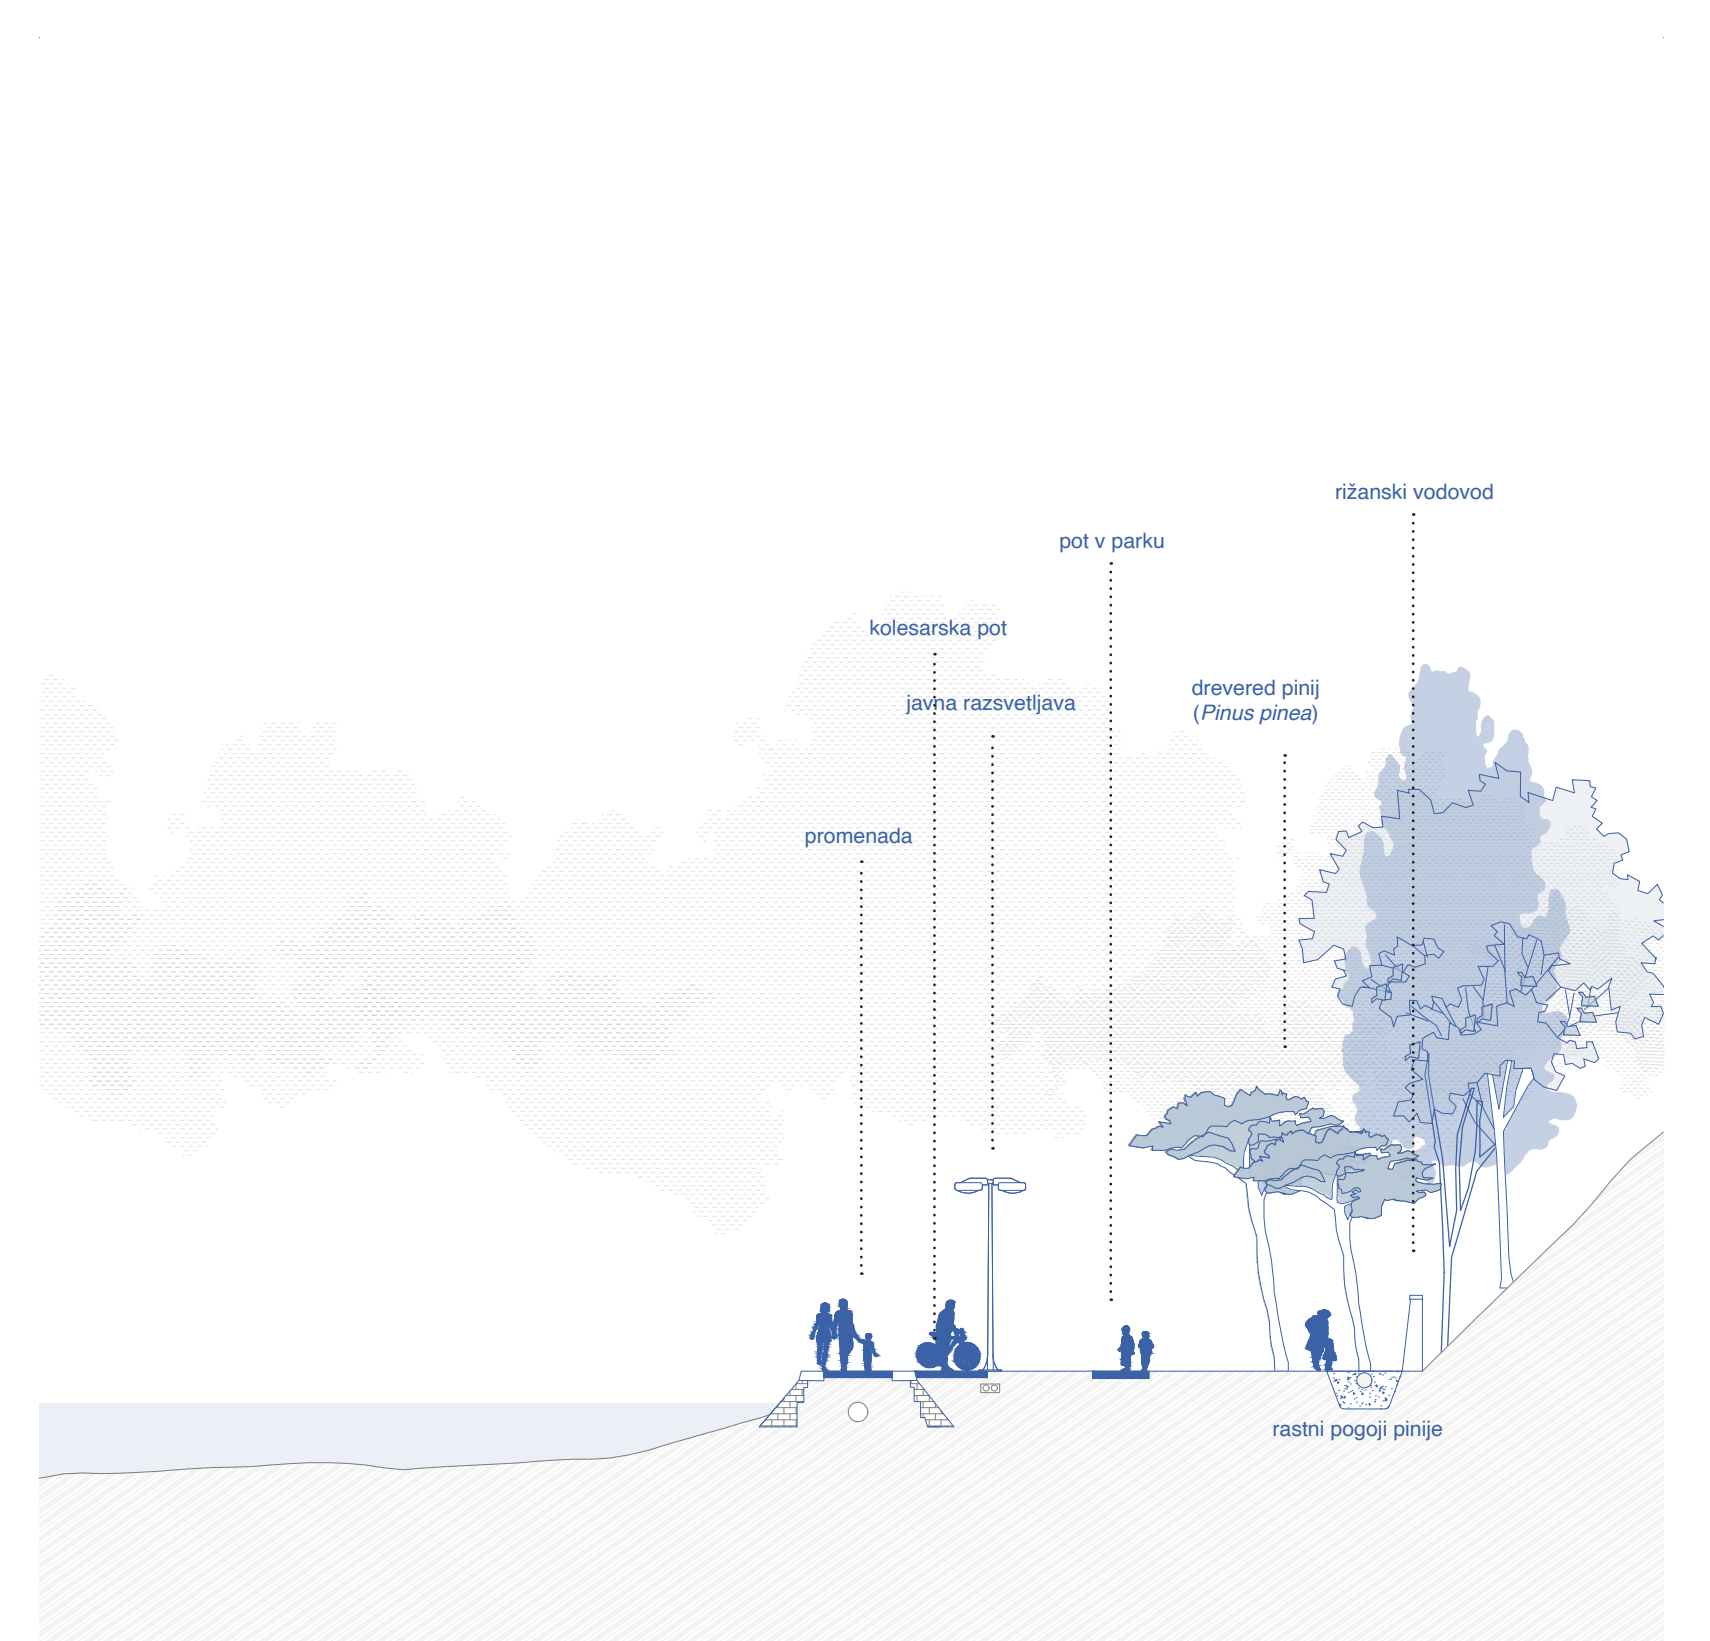 rižanski vodovod
pot v parku
kolesarska pot
javna razsvetljava
drevered pinij
(Pinus pinea)
promenada
rastni pogoji pinije